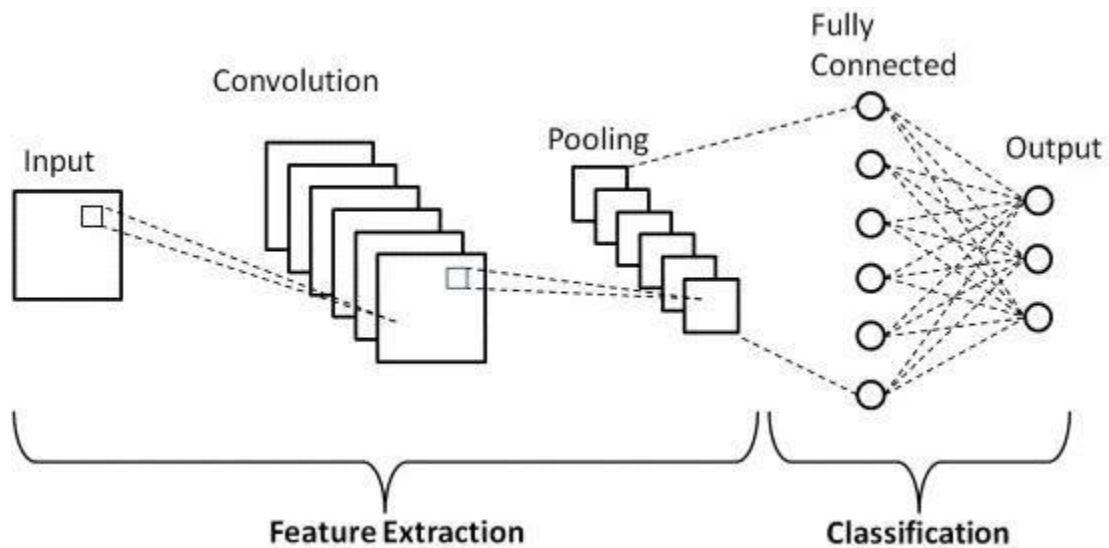 Input
Convolution
Pooling
Fully
Connected
Output
Feature Extraction
Classification